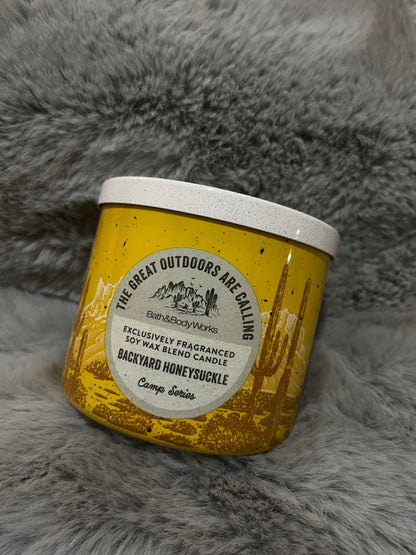 THE GREAT OUTDOORS ARE CALLING
Bath&BodyWorks
EXCLUSIVELY FRAGRANCED
SOY WAX BLEND CANDLE
BACKYARD HONEYSUCKLE
Camp Series